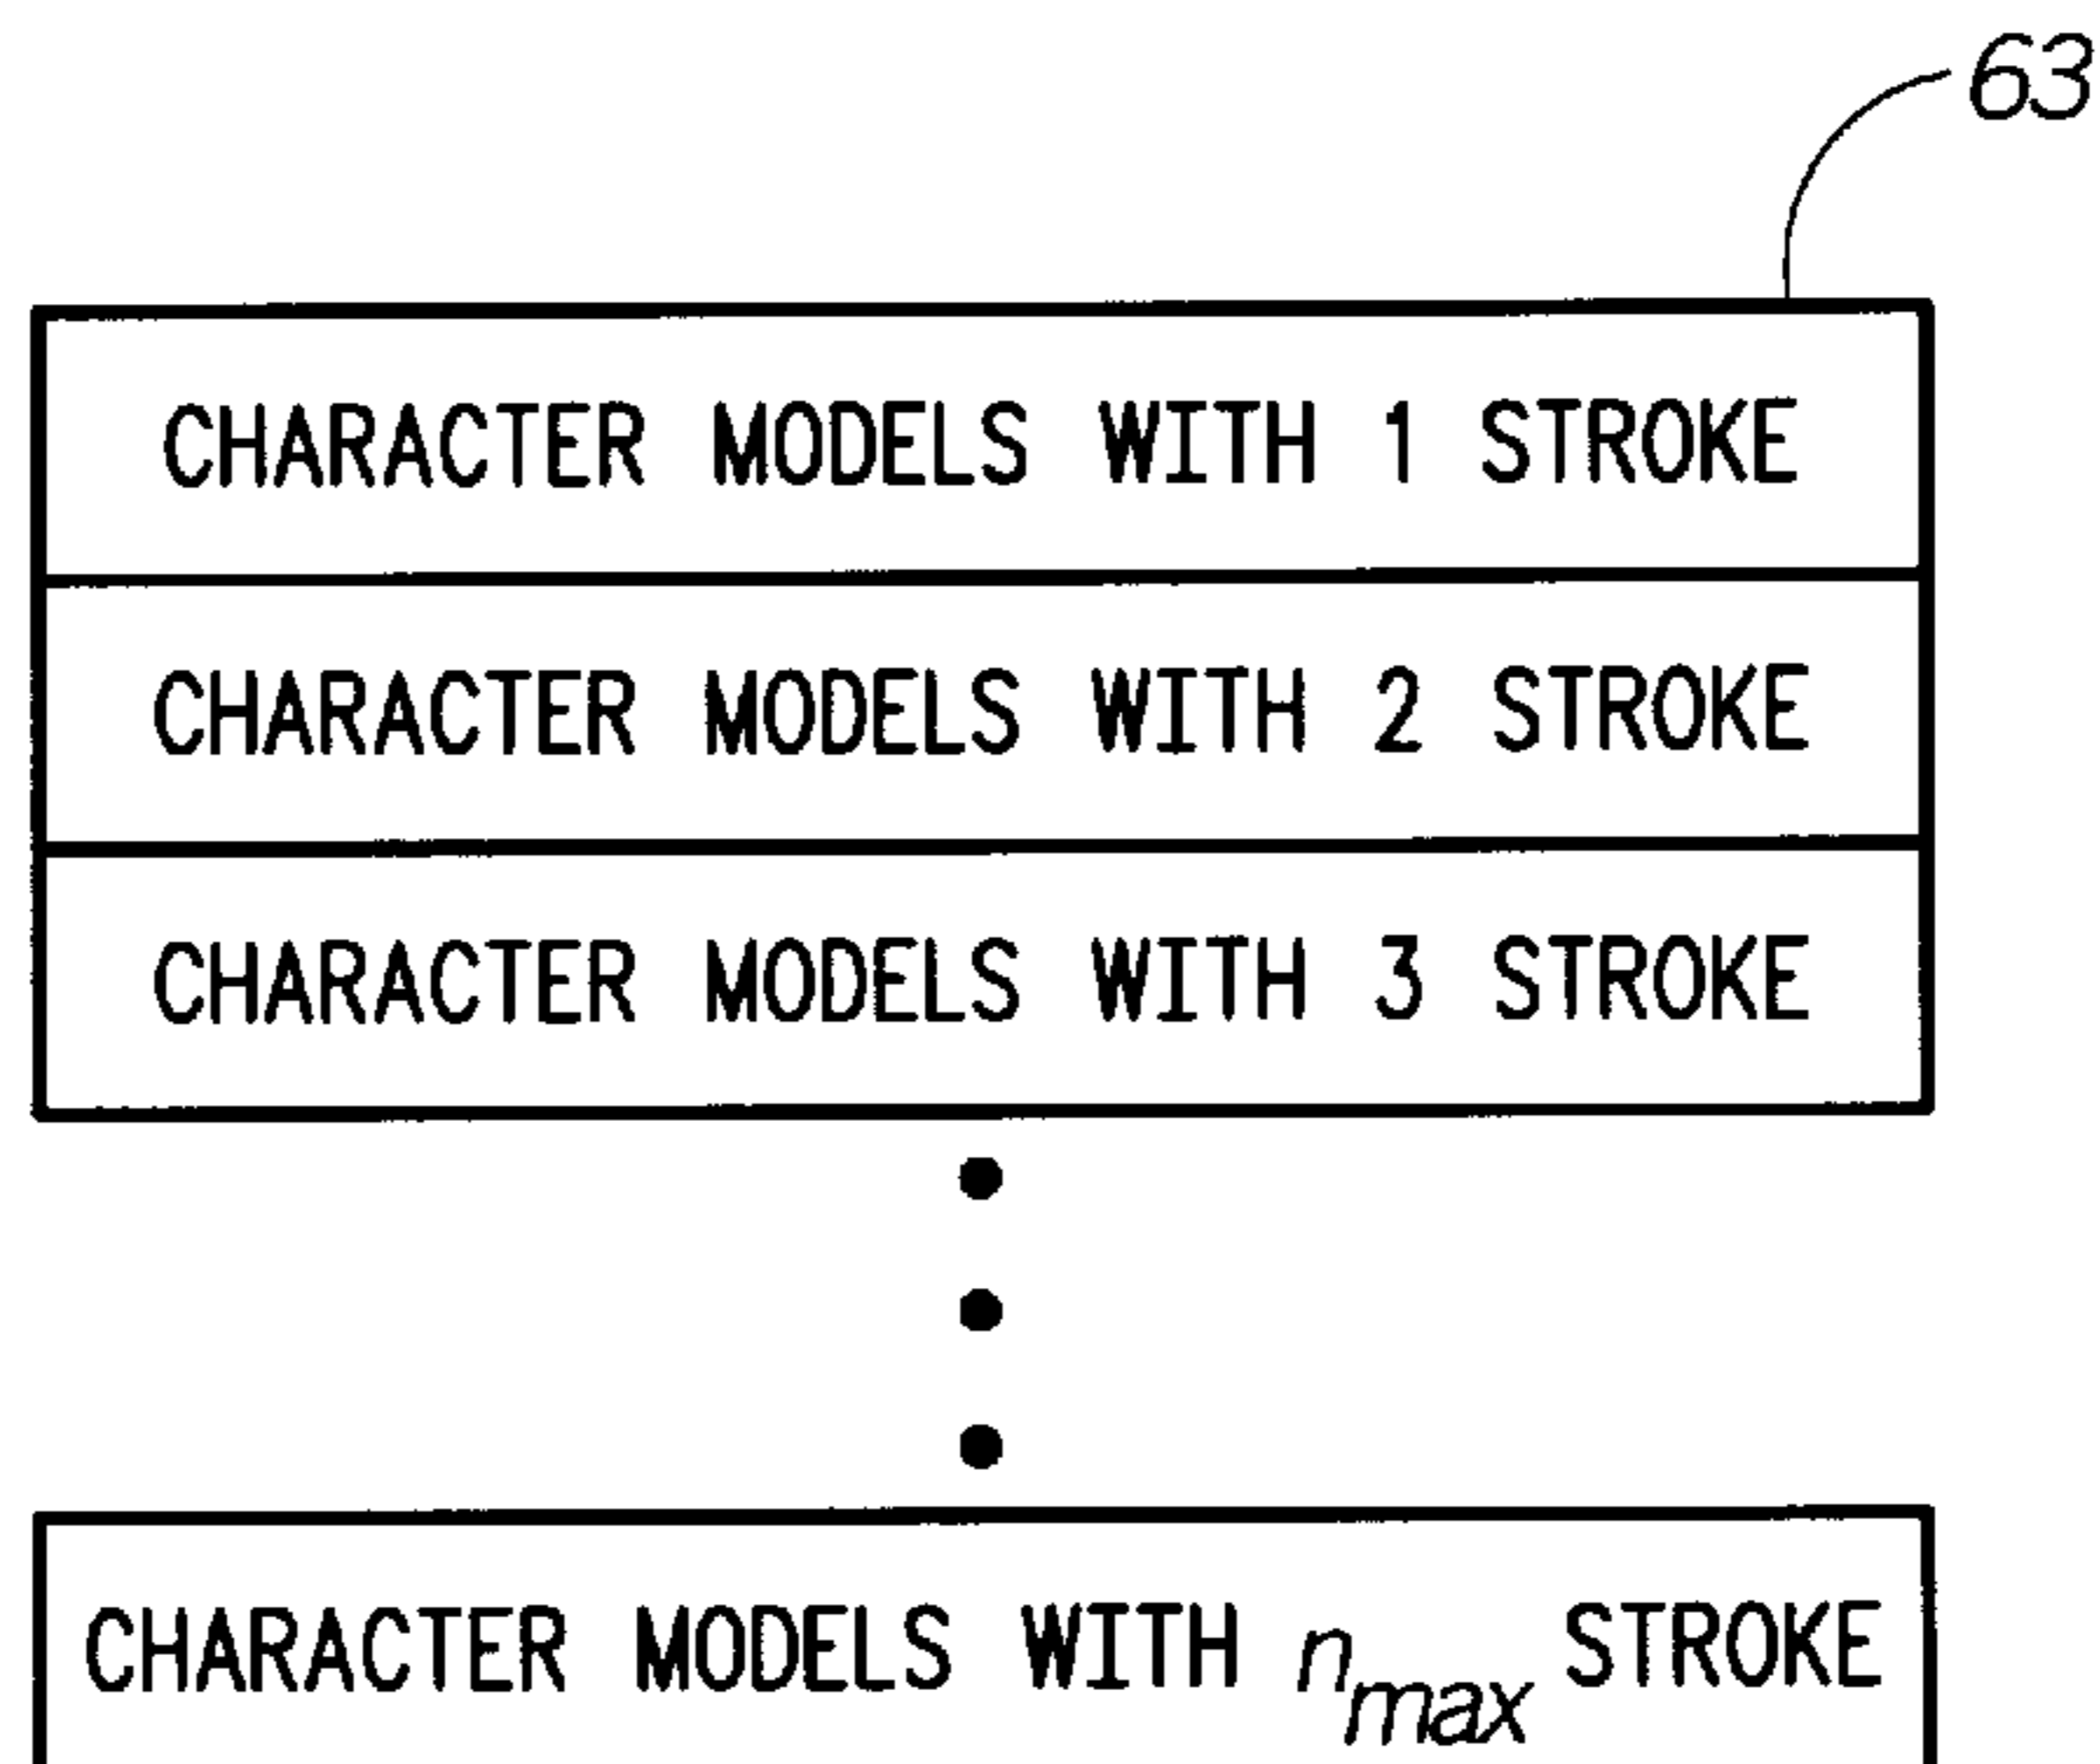 63
CHARACTER MODELS WITH 1 STROKE
CHARACTER MODELS WITH 2 STROKE
CHARACTER MODELS WITH 3 STROKE
CHARACTER MODELS WITH nmax STROKE